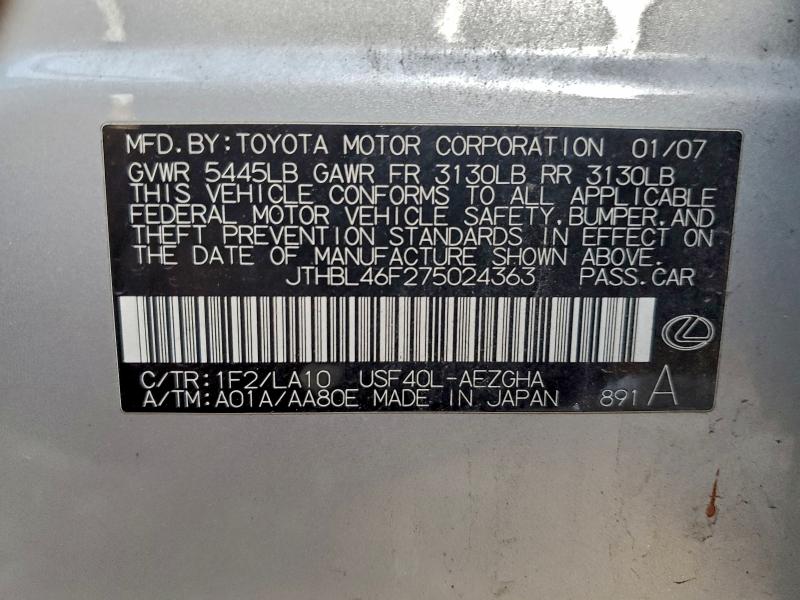 MFD. BY: TOYOTA MOTOR CORPORATION 01/07
GVWR 5445LB GAWR FR 3130LB RR 3130LB
THIS VEHICLE CONFORMS TO ALL APPLICABLE
FEDERAL MOTOR VEHICLE SAFETY, BUMPER, AND
THEFT PREVENTION STANDARDS IN EFFECT ON
THE DATE OF MANUFACTURE SHOWN ABOVE.
JTHBL46F275024363 PASS. CAR
C/TR: 1F2/LA10 USF40L-AEZGHA
A/TM: A01A/AA80E MADE IN JAPAN 891 A